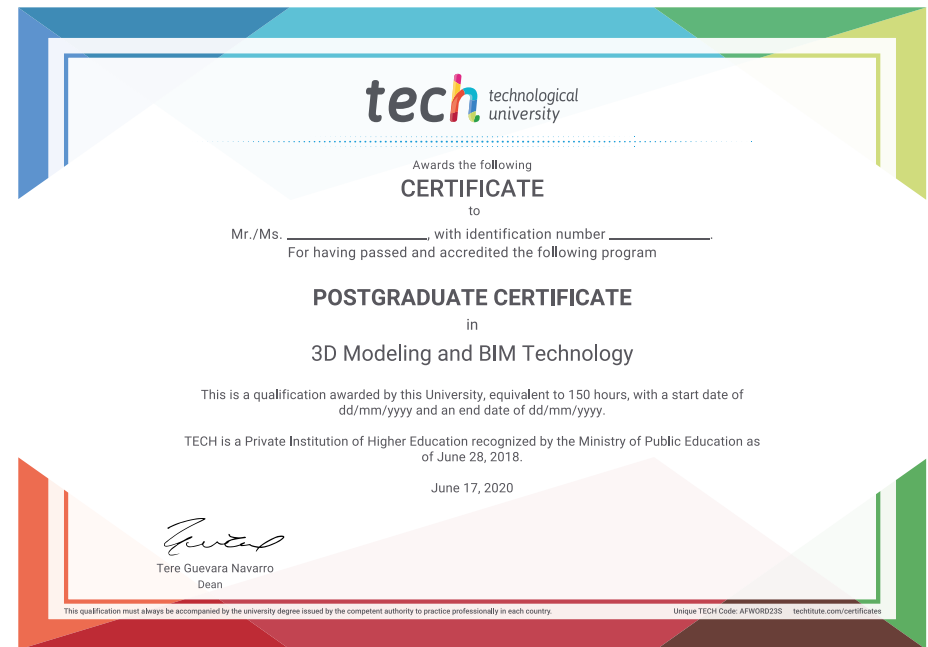 tech technological
university
Awards the following
CERTIFICATE
to
Mr./Ms. ____________________, with identification number ______________.
For having passed and accredited the following program
POSTGRADUATE CERTIFICATE
in
3D Modeling and BIM Technology
This is a qualification awarded by this University, equivalent to 150 hours, with a start date of
dd/mm/yyyy and an end date of dd/mm/yyyy.
TECH is a Private Institution of Higher Education recognized by the Ministry of Public Education as
of June 28, 2018.
June 17, 2020
Tere Guevara Navarro
Dean
This qualification must always be accompanied by the university degree issued by the competent authority to practice professionally in each country.
Unique TECH Code: AFWORD23S techtitute.com/certificates